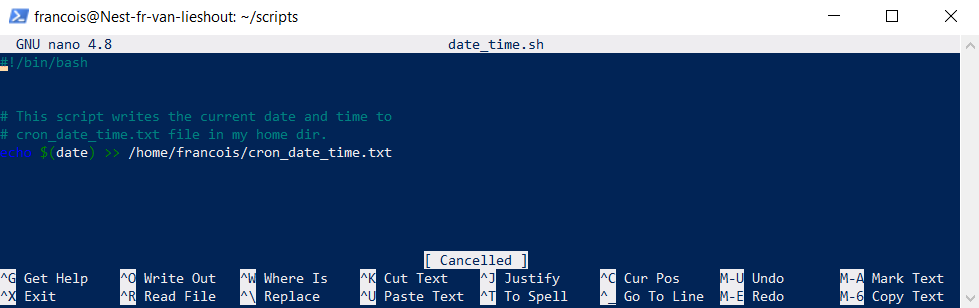 francois@Nest-fr-van-lieshout: ~/scripts
GNU nano 4.8 date_time.sh
#!/bin/bash
# This script writes the current date and time to
# cron_date_time.txt file in my home dir.
echo $(date) >> /home/francois/cron_date_time.txt
[ Cancelled ]
^G Get Help ^O Write Out ^W Where Is ^K Cut Text ^J Justify ^C Cur Pos M-U Undo M-A Mark Text
^X Exit ^R Read File ^\ Replace ^U Paste Text ^T To Spell ^_ Go To Line M-E Redo M-6 Copy Text